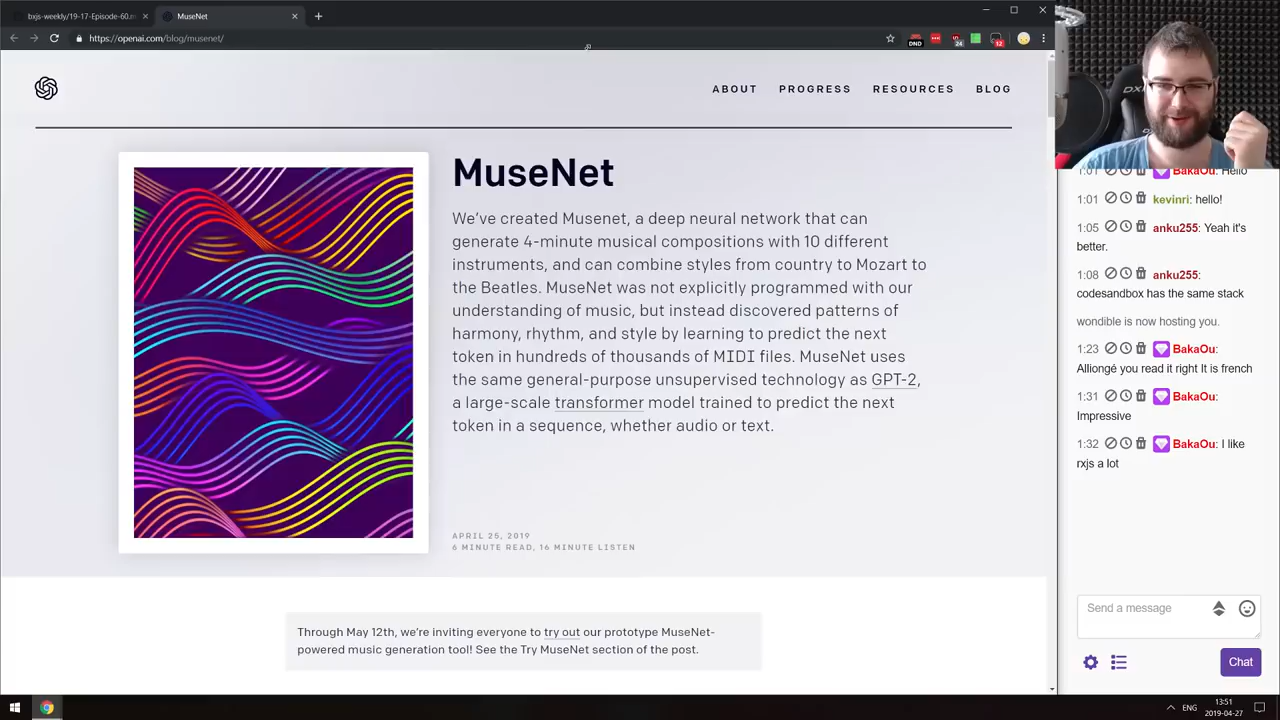 bxjs-weekly/19-17-Episode-60.m
MuseNet
https://openai.com/blog/musenet/
DND
24
12
ABOUT PROGRESS RESOURCES BLOG
MuseNet
We've created Musenet, a deep neural network that can
generate 4-minute musical compositions with 10 different
instruments, and can combine styles from country to Mozart to
the Beatles. MuseNet was not explicitly programmed with our
understanding of music, but instead discovered patterns of
harmony, rhythm, and style by learning to predict the next
token in hundreds of thousands of MIDI files. MuseNet uses
the same general-purpose unsupervised technology as GPT-2,
a large-scale transformer model trained to predict the next
token in a sequence, whether audio or text.
APRIL 25, 2019
6 MINUTE READ, 16 MINUTE LISTEN
Through May 12th, we're inviting everyone to try out our prototype MuseNet-
powered music generation tool! See the Try MuseNet section of the post.
DX
1:01 BakaOu: Hello
1:01 kevinri: hello!
1:05 anku255: Yeah it's
better.
1:08 anku255:
codesandbox has the same stack
wondible is now hosting you.
1:23 BakaOu:
Alliongé you read it right It is french
1:31 BakaOu:
Impressive
1:32 BakaOu: I like
rxjs a lot
Send a message
Chat
ENG
13:51
2019-04-27